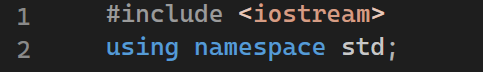 1 #include <iostream>
2 using namespace std;